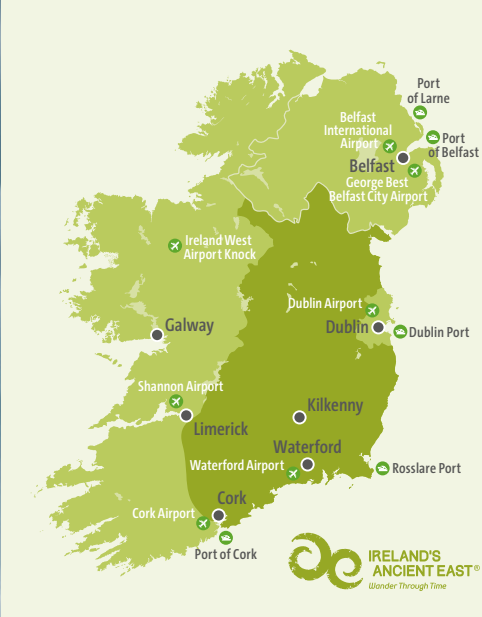 Port
of Larne
Belfast
International
Airport
Port
of Belfast
Belfast
George Best
Belfast City Airport
Ireland West
Airport Knock
Dublin Airport
Dublin
Dublin Port
Galway
Shannon Airport
Limerick
Kilkenny
Waterford
Waterford Airport
Rosslare Port
Cork
Cork Airport
Port of Cork
IRELAND'S
ANCIENT EAST®
Wander Through Time